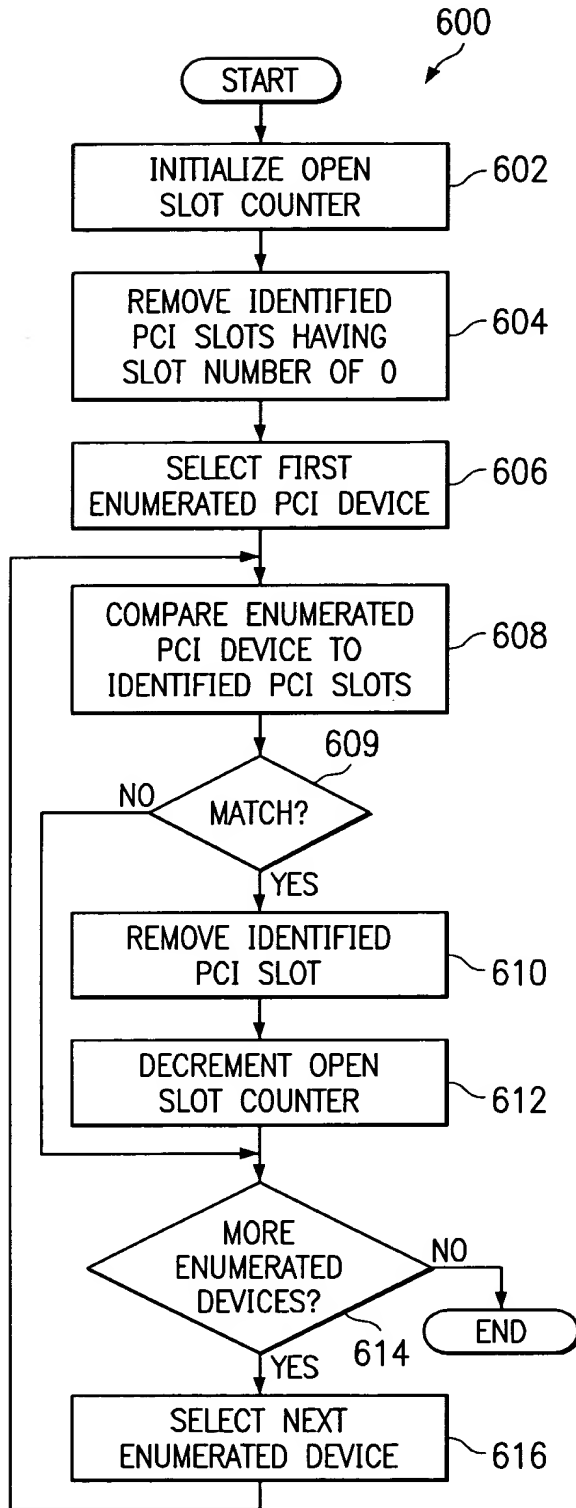 600
START
INITIALIZE OPEN
SLOT COUNTER
602
REMOVE IDENTIFIED
PCI SLOTS HAVING
SLOT NUMBER OF 0
604
SELECT FIRST
ENUMERATED PCI DEVICE
606
COMPARE ENUMERATED
PCI DEVICE TO
IDENTIFIED PCI SLOTS
608
609
NO
MATCH?
YES
REMOVE IDENTIFIED
PCI SLOT
610
DECREMENT OPEN
SLOT COUNTER
612
MORE
ENUMERATED
DEVICES?
NO
614
END
YES
SELECT NEXT
ENUMERATED DEVICE
616